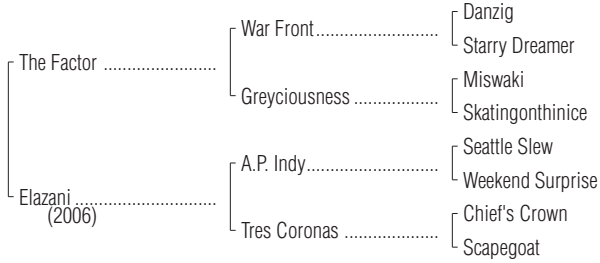 Danzig
War Front
Starry Dreamer
The Factor
Miswaki
Greyciousness
Skatingonthinice
Seattle Slew
A.P. Indy
Weekend Surprise
Elazani
(2006)
Chief's Crown
Tres Coronas
Scapegoat